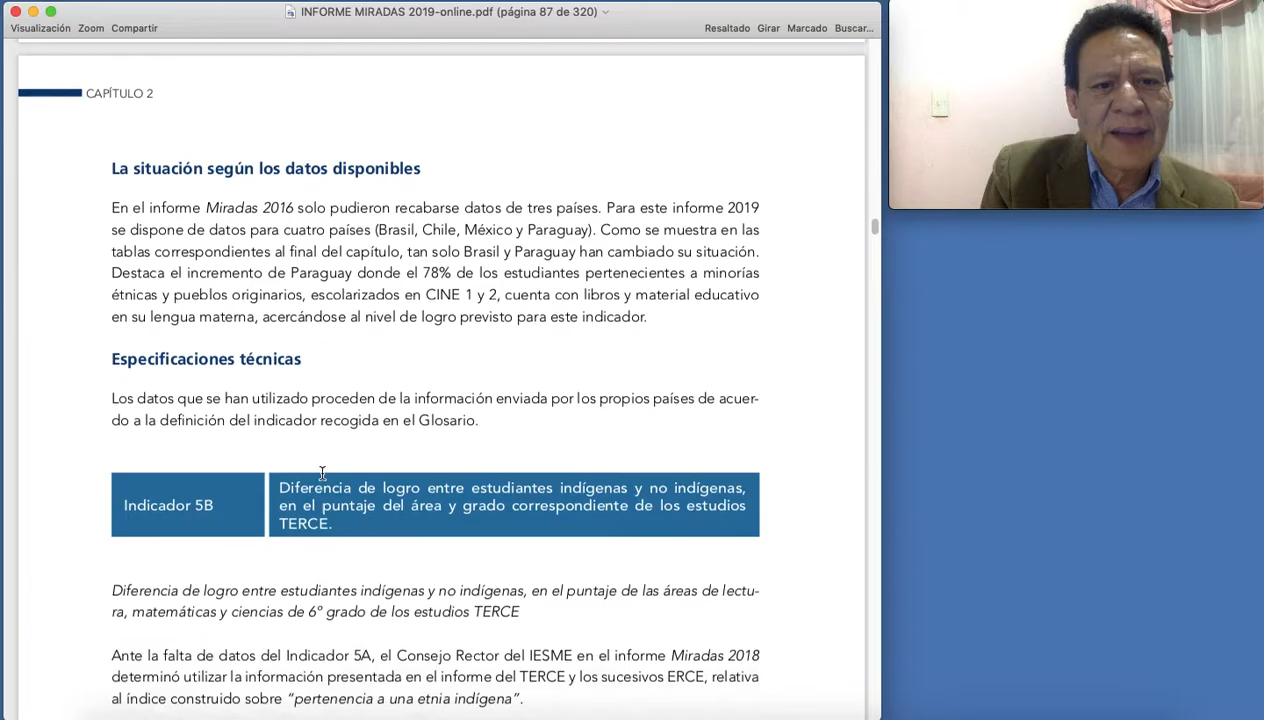 INFORME MIRADAS 2019-online.pdf (página 87 de 320)
Visualización Zoom Compartir Resaltado Girar Marcado Buscar...
CAPÍTULO 2
La situación según los datos disponibles
En el informe Miradas 2016 solo pudieron recabarse datos de tres países. Para este informe 2019
se dispone de datos para cuatro países (Brasil, Chile, México y Paraguay). Como se muestra en las
tablas correspondientes al final del capítulo, tan solo Brasil y Paraguay han cambiado su situación.
Destaca el incremento de Paraguay donde el 78% de los estudiantes pertenecientes a minorías
étnicas y pueblos originarios, escolarizados en CINE 1 y 2, cuenta con libros y material educativo
en su lengua materna, acercándose al nivel de logro previsto para este indicador.
Especificaciones técnicas
Los datos que se han utilizado proceden de la información enviada por los propios países de acuer-
do a la definición del indicador recogida en el Glosario.
Indicador 5B
Diferencia de logro entre estudiantes indígenas y no indígenas,
en el puntaje del área y grado correspondiente de los estudios
TERCE.
Diferencia de logro entre estudiantes indígenas y no indígenas, en el puntaje de las áreas de lectu-
ra, matemáticas y ciencias de 6º grado de los estudios TERCE
Ante la falta de datos del Indicador 5A, el Consejo Rector del IESME en el informe Miradas 2018
determinó utilizar la información presentada en el informe del TERCE y los sucesivos ERCE, relativa
al índice construido sobre “pertenencia a una etnia indígena”.